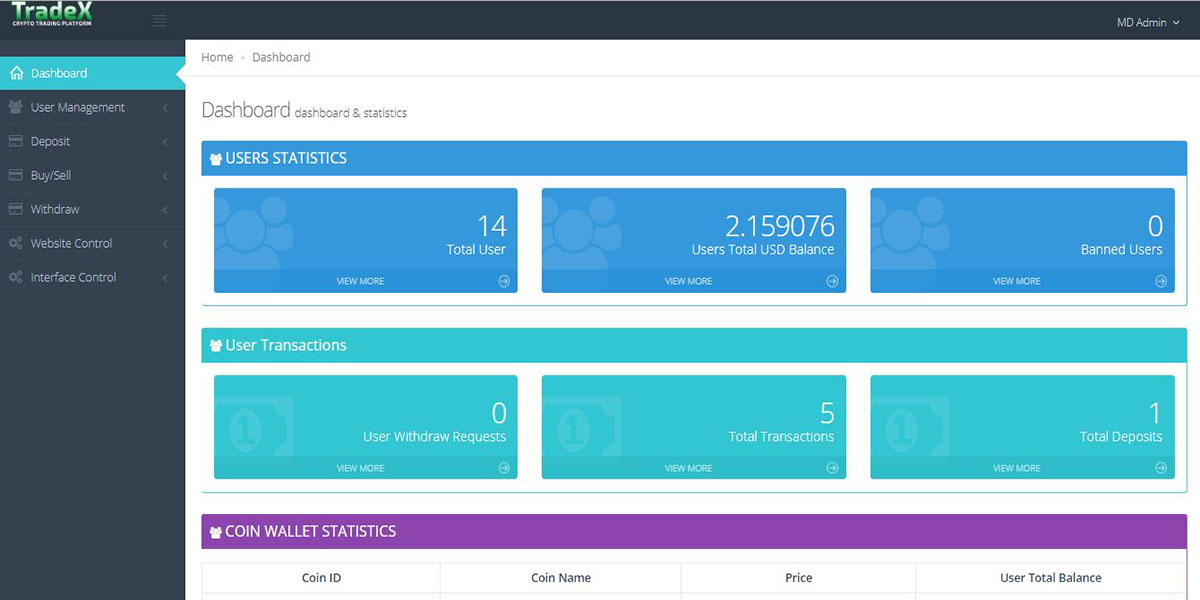 TradeX
CRYPTO TRADING PLATFORM
MD Admin
Home
Dashboard
Dashboard
User Management
Deposit
Buy/Sell
Withdraw
Website Control
Interface Control
Dashboard dashboard & statistics
USERS STATISTICS
14
Total User
VIEW MORE
2.159076
Users Total USD Balance
VIEW MORE
0
Banned Users
VIEW MORE
User Transactions
1
0
User Withdraw Requests
VIEW MORE
1
5
Total Transactions
VIEW MORE
1
1
Total Deposits
VIEW MORE
COIN WALLET STATISTICS
Coin ID
Coin Name
Price
User Total Balance